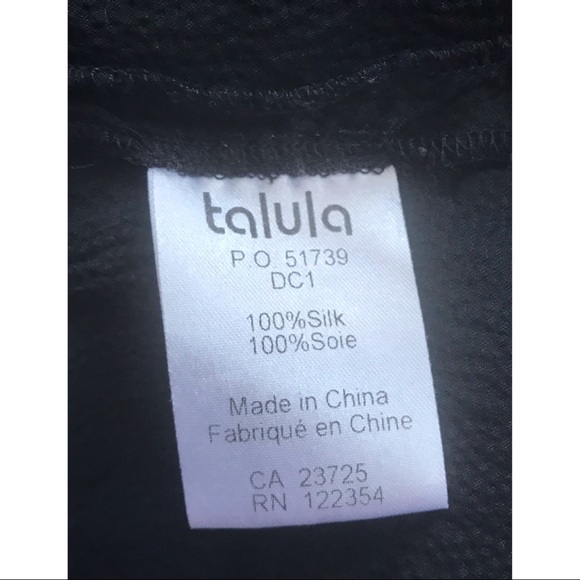 talula
P.O. 51739
DC1
100%Silk
100%Soie
Made in China
Fabriqué en Chine
CA 23725
RN 122354